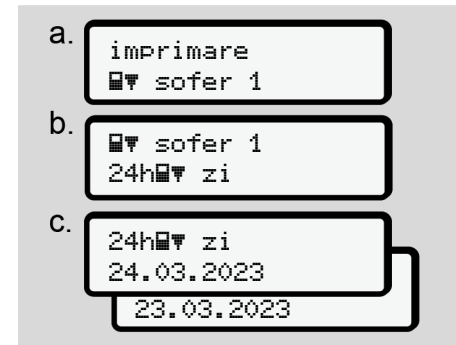 a.
imprimare
🖩▼ sofer 1
b.
🖩▼ sofer 1
24h🖩▼ zi
c.
24h🖩▼ zi
24.03.2023
23.03.2023